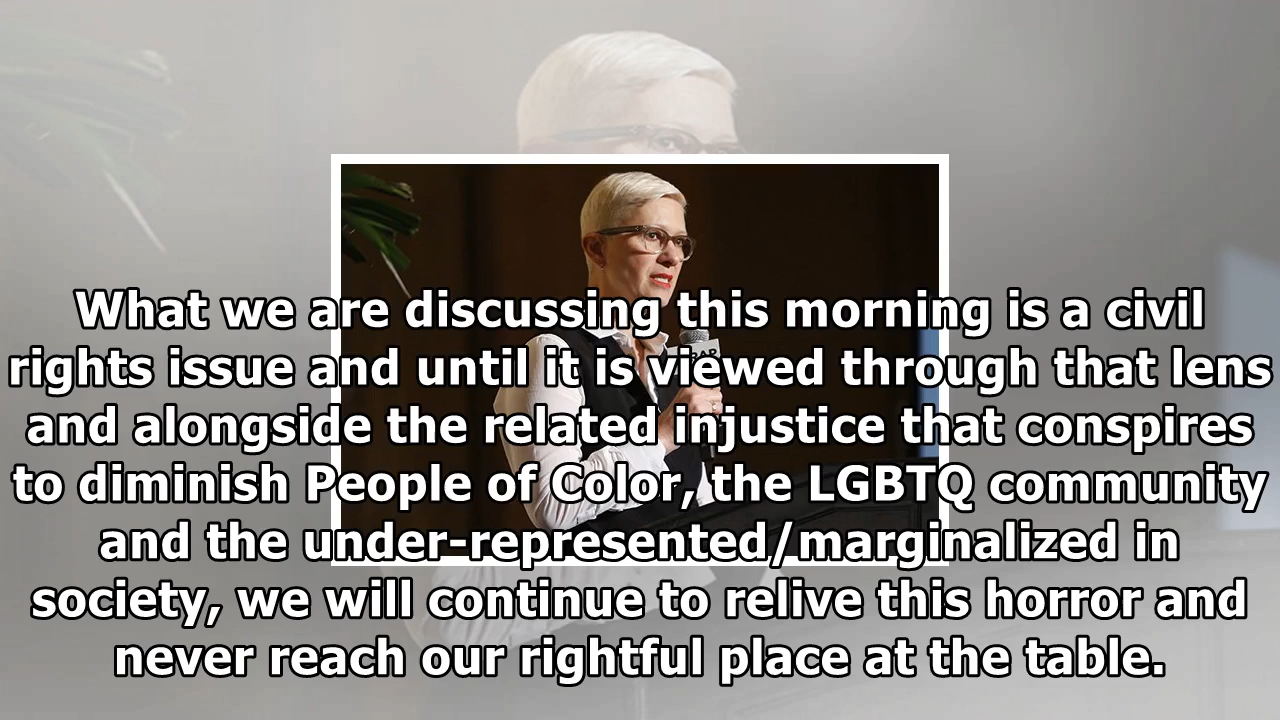 What we are discussing this morning is a civil
rights issue and until it is viewed through that lens
and alongside the related injustice that conspires
to diminish People of Color, the LGBTQ community
and the under-represented/marginalized in
society, we will continue to relive this horror and
never reach our rightful place at the table.